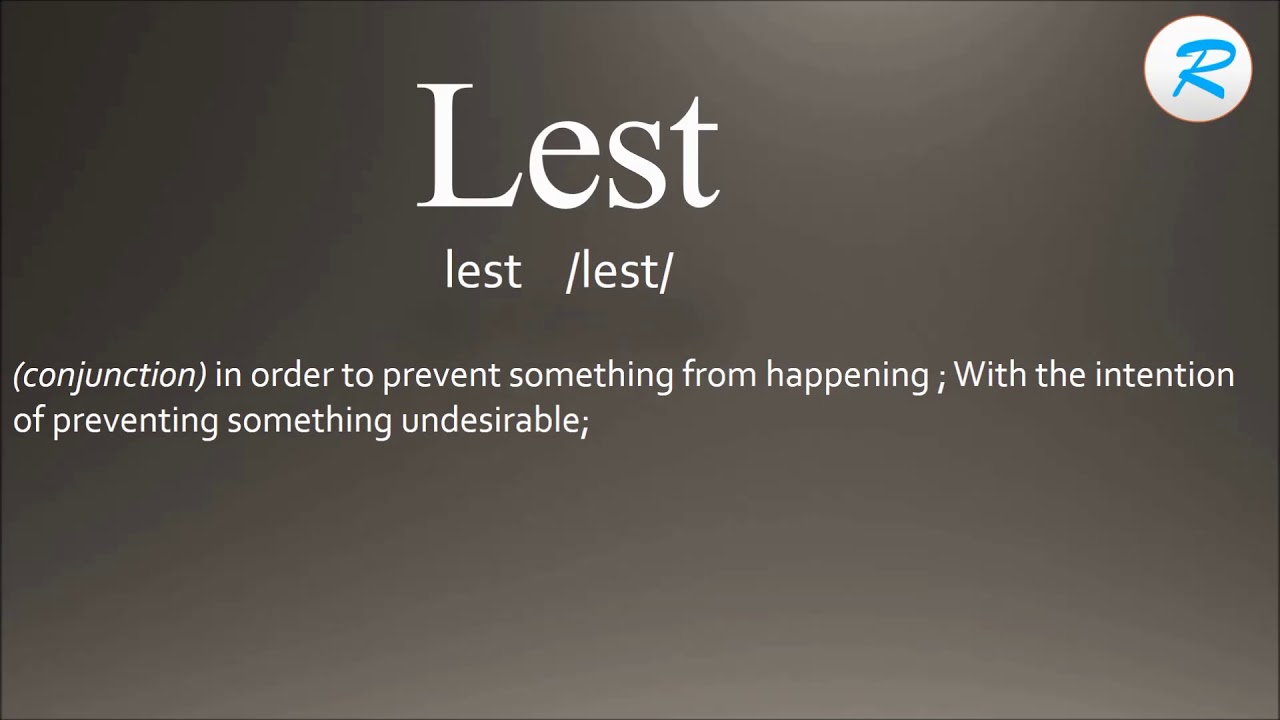 R
Lest
lest /lest/
(conjunction) in order to prevent something from happening ; With the intention
of preventing something undesirable;